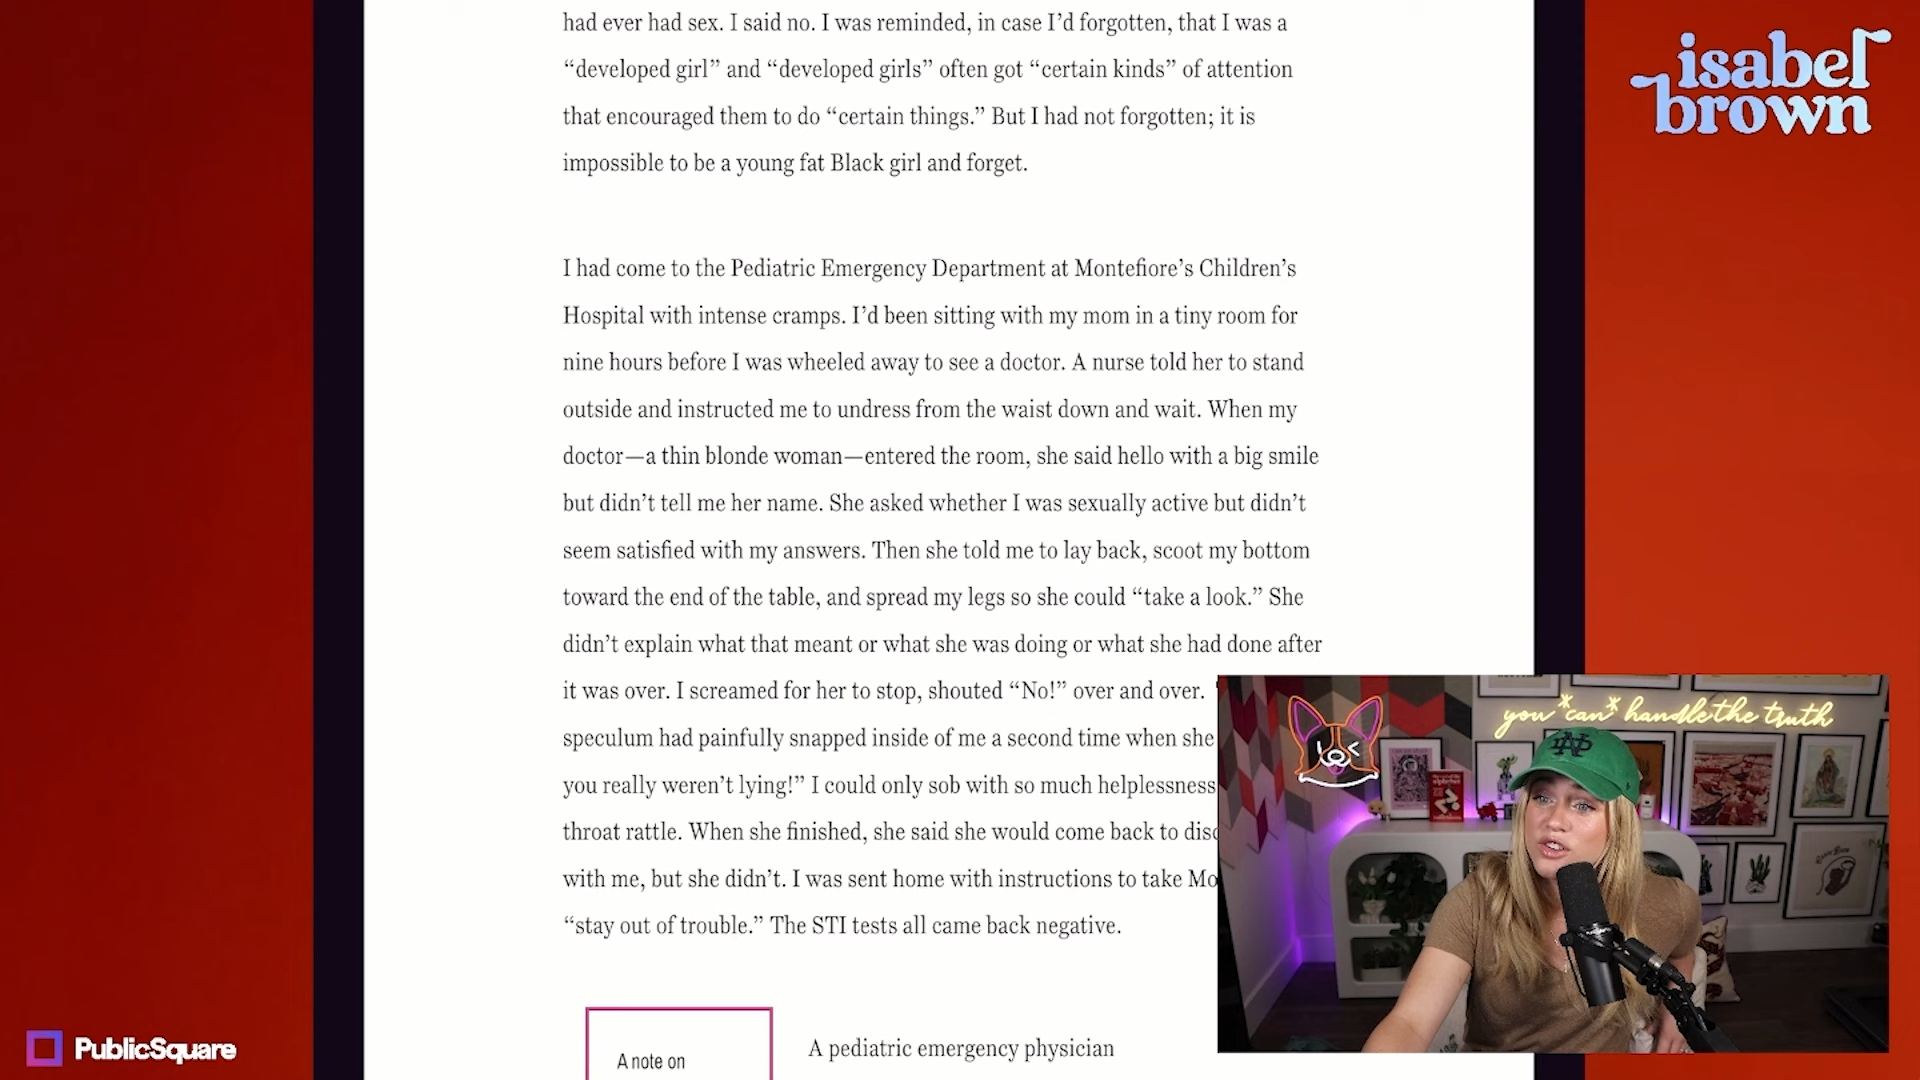 had ever had sex. I said no. I was reminded, in case I’d forgotten, that I was a
“developed girl” and “developed girls” often got “certain kinds” of attention
that encouraged them to do “certain things.” But I had not forgotten; it is
impossible to be a young fat Black girl and forget.
I had come to the Pediatric Emergency Department at Montefiore’s Children’s
Hospital with intense cramps. I’d been sitting with my mom in a tiny room for
nine hours before I was wheeled away to see a doctor. A nurse told her to stand
outside and instructed me to undress from the waist down and wait. When my
doctor—a thin blonde woman—entered the room, she said hello with a big smile
but didn’t tell me her name. She asked whether I was sexually active but didn’t
seem satisfied with my answers. Then she told me to lay back, scoot my bottom
toward the end of the table, and spread my legs so she could “take a look.” She
didn’t explain what that meant or what she was doing or what she had done after
it was over. I screamed for her to stop, shouted “No!” over and over.
speculum had painfully snapped inside of me a second time when she
you really weren’t lying!” I could only sob with so much helplessness
throat rattle. When she finished, she said she would come back to disc
with me, but she didn’t. I was sent home with instructions to take Mo
“stay out of trouble.” The STI tests all came back negative.
A note on
A pediatric emergency physician
isabel
brown
you *can* handle the truth
PublicSquare